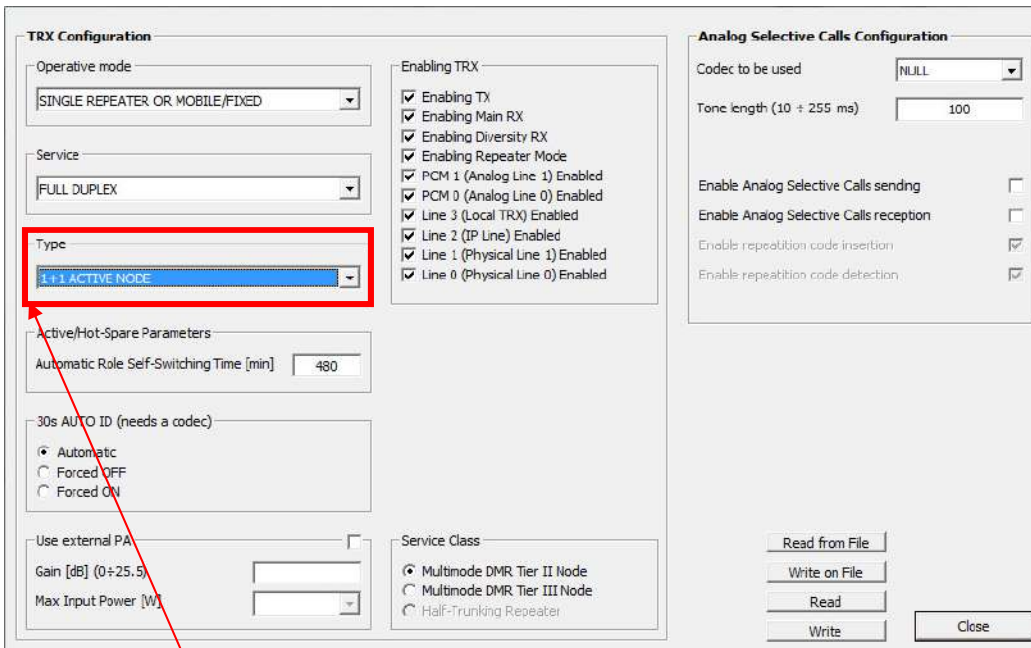 TRX Configuration
Operative mode
SINGLE REPEATER OR MOBILE/FIXED
Service
FULL DUPLEX
Type
1+1 ACTIVE NODE
Active/Hot-Spare Parameters
Automatic Role Self-Switching Time [min] 480
30s AUTO ID (needs a codec)
Automatic
Forced OFF
Forced ON
Use external PA
Gain [dB] (0÷25.5)
Max Input Power [W]
Enabling TRX
Enabling TX
Enabling Main RX
Enabling Diversity RX
Enabling Repeater Mode
PCM 1 (Analog Line 1) Enabled
PCM 0 (Analog Line 0) Enabled
Line 3 (Local TRX) Enabled
Line 2 (IP Line) Enabled
Line 1 (Physical Line 1) Enabled
Line 0 (Physical Line 0) Enabled
Service Class
Multimode DMR Tier II Node
Multimode DMR Tier III Node
Half-Trunking Repeater
Analog Selective Calls Configuration
Codec to be used NULL
Tone length (10 ÷ 255 ms) 100
Enable Analog Selective Calls sending
Enable Analog Selective Calls reception
Enable repeatition code insertion
Enable repeatition code detection
Read from File
Write on File
Read
Write
Close